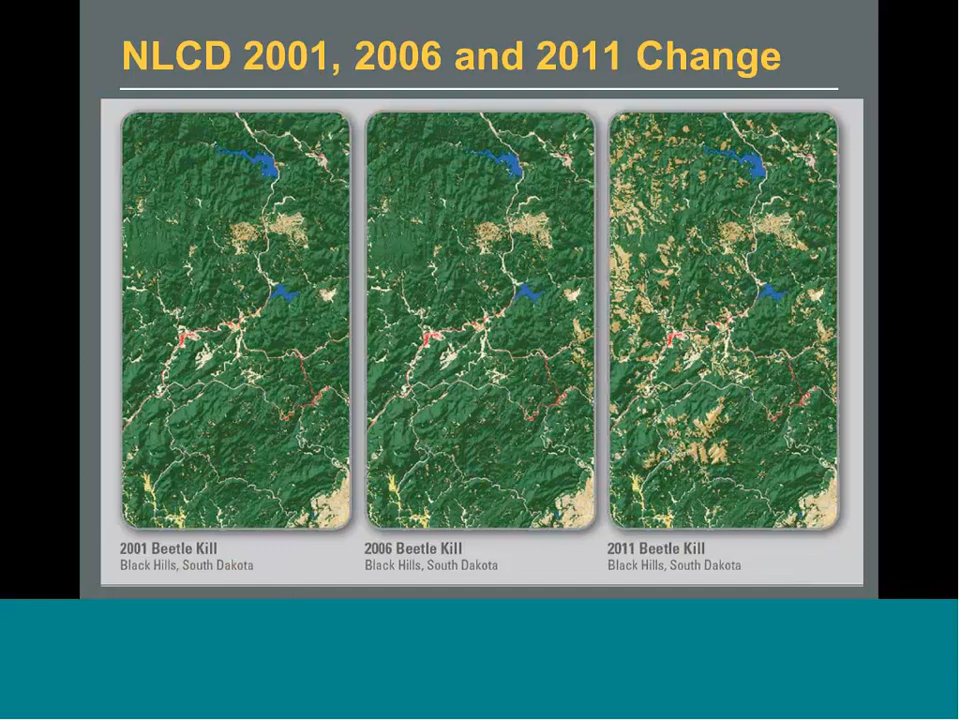 NLCD 2001, 2006 and 2011 Change
2001 Beetle Kill
Black Hills, South Dakota
2006 Beetle Kill
Black Hills, South Dakota
2011 Beetle Kill
Black Hills, South Dakota